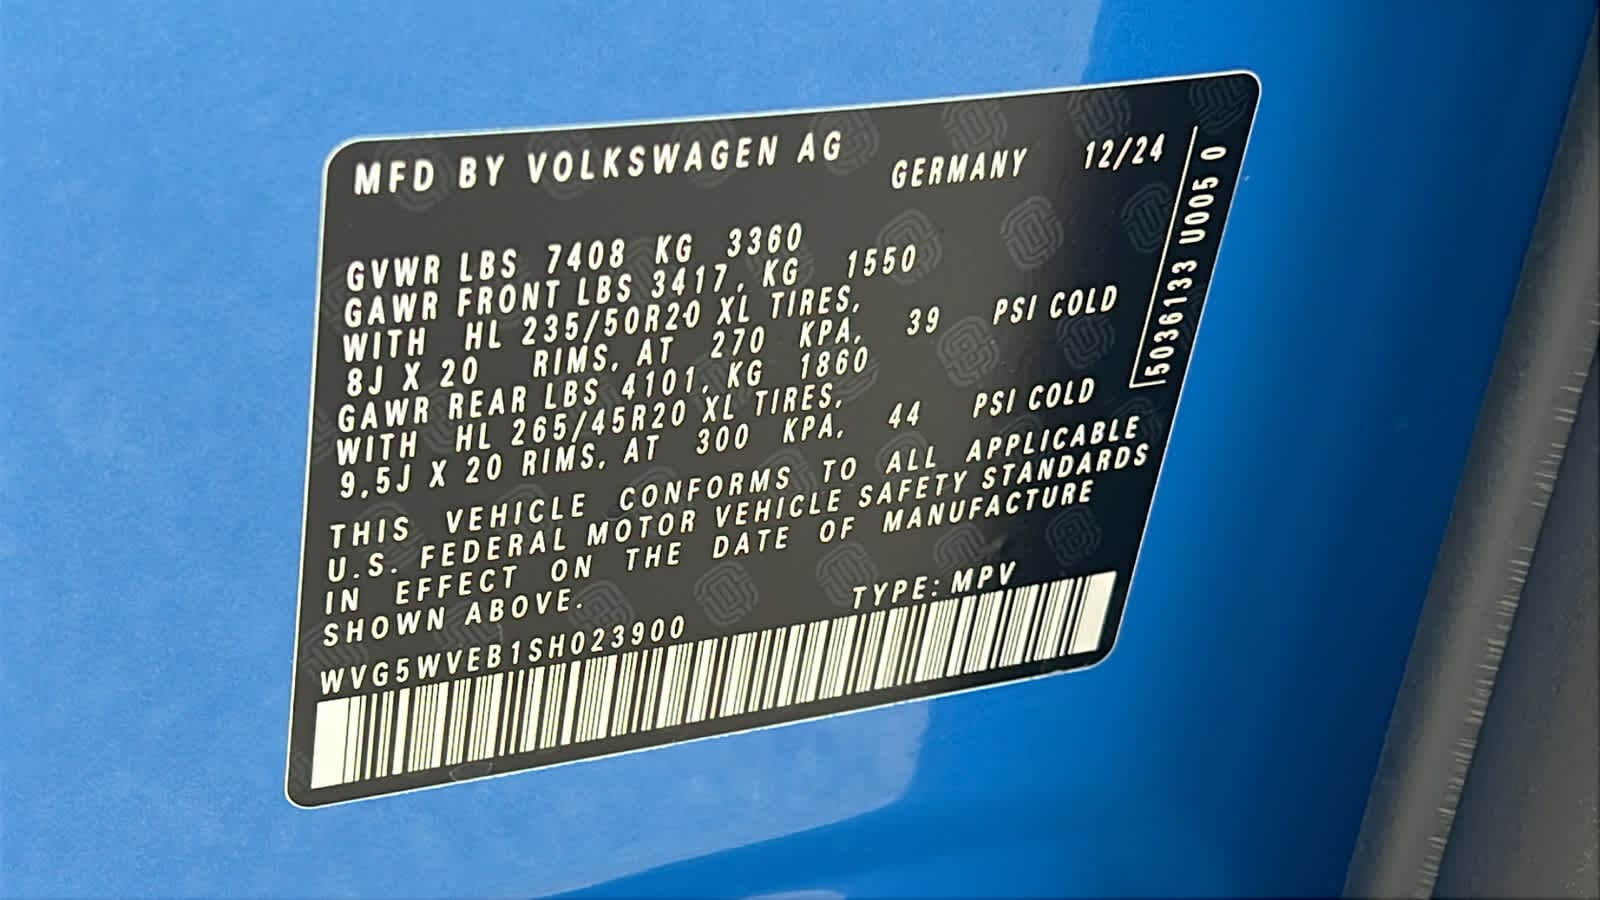 MFD BY VOLKSWAGEN AG GERMANY 12/24
GVWR LBS 7408 KG 3360
GAWR FRONT LBS 3417, KG 1550
WITH HL 235/50R20 XL TIRES,
8J X 20 RIMS, AT 270 KPA, 39 PSI COLD
GAWR REAR LBS 4101, KG 1860
WITH HL 265/45R20 XL TIRES,
9,5J X 20 RIMS, AT 300 KPA, 44 PSI COLD
THIS VEHICLE CONFORMS TO ALL APPLICABLE
U.S. FEDERAL MOTOR VEHICLE SAFETY STANDARDS
IN EFFECT ON THE DATE OF MANUFACTURE
SHOWN ABOVE.
WVG5WVEB1SH023900 TYPE: MPV
5036133 U005 0